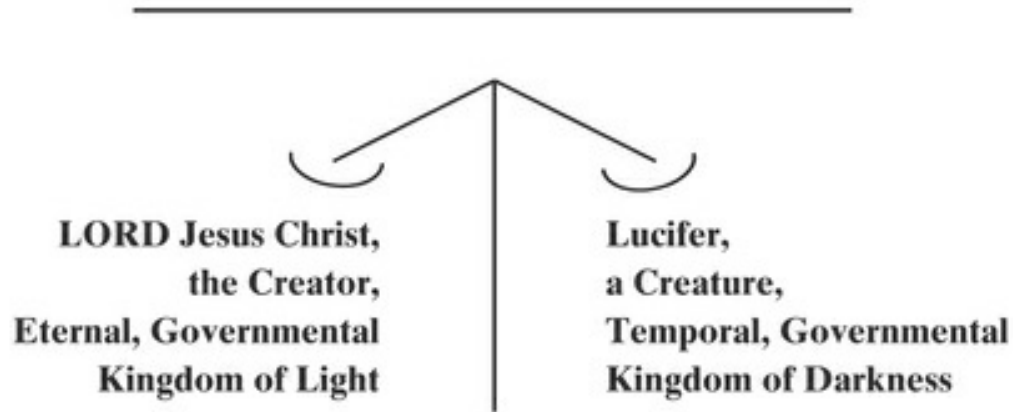 LORD Jesus Christ,
the Creator,
Eternal, Governmental
Kingdom of Light
Lucifer,
a Creature,
Temporal, Governmental
Kingdom of Darkness